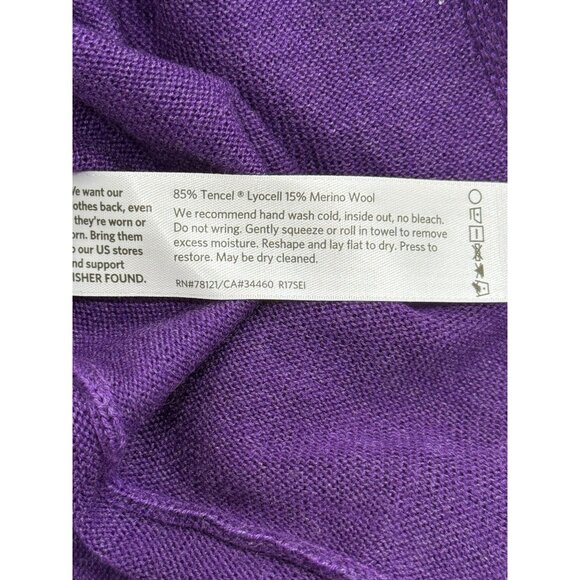 We want our
othes back, even
they're worn or
orn. Bring them
our US stores
nd support
ISHER FOUND.
85% Tencel ® Lyocell 15% Merino Wool
We recommend hand wash cold, inside out, no bleach.
Do not wring. Gently squeeze or roll in towel to remove
excess moisture. Reshape and lay flat to dry. Press to
restore. May be dry cleaned.
RN#78121/CA#34460 R17SEI